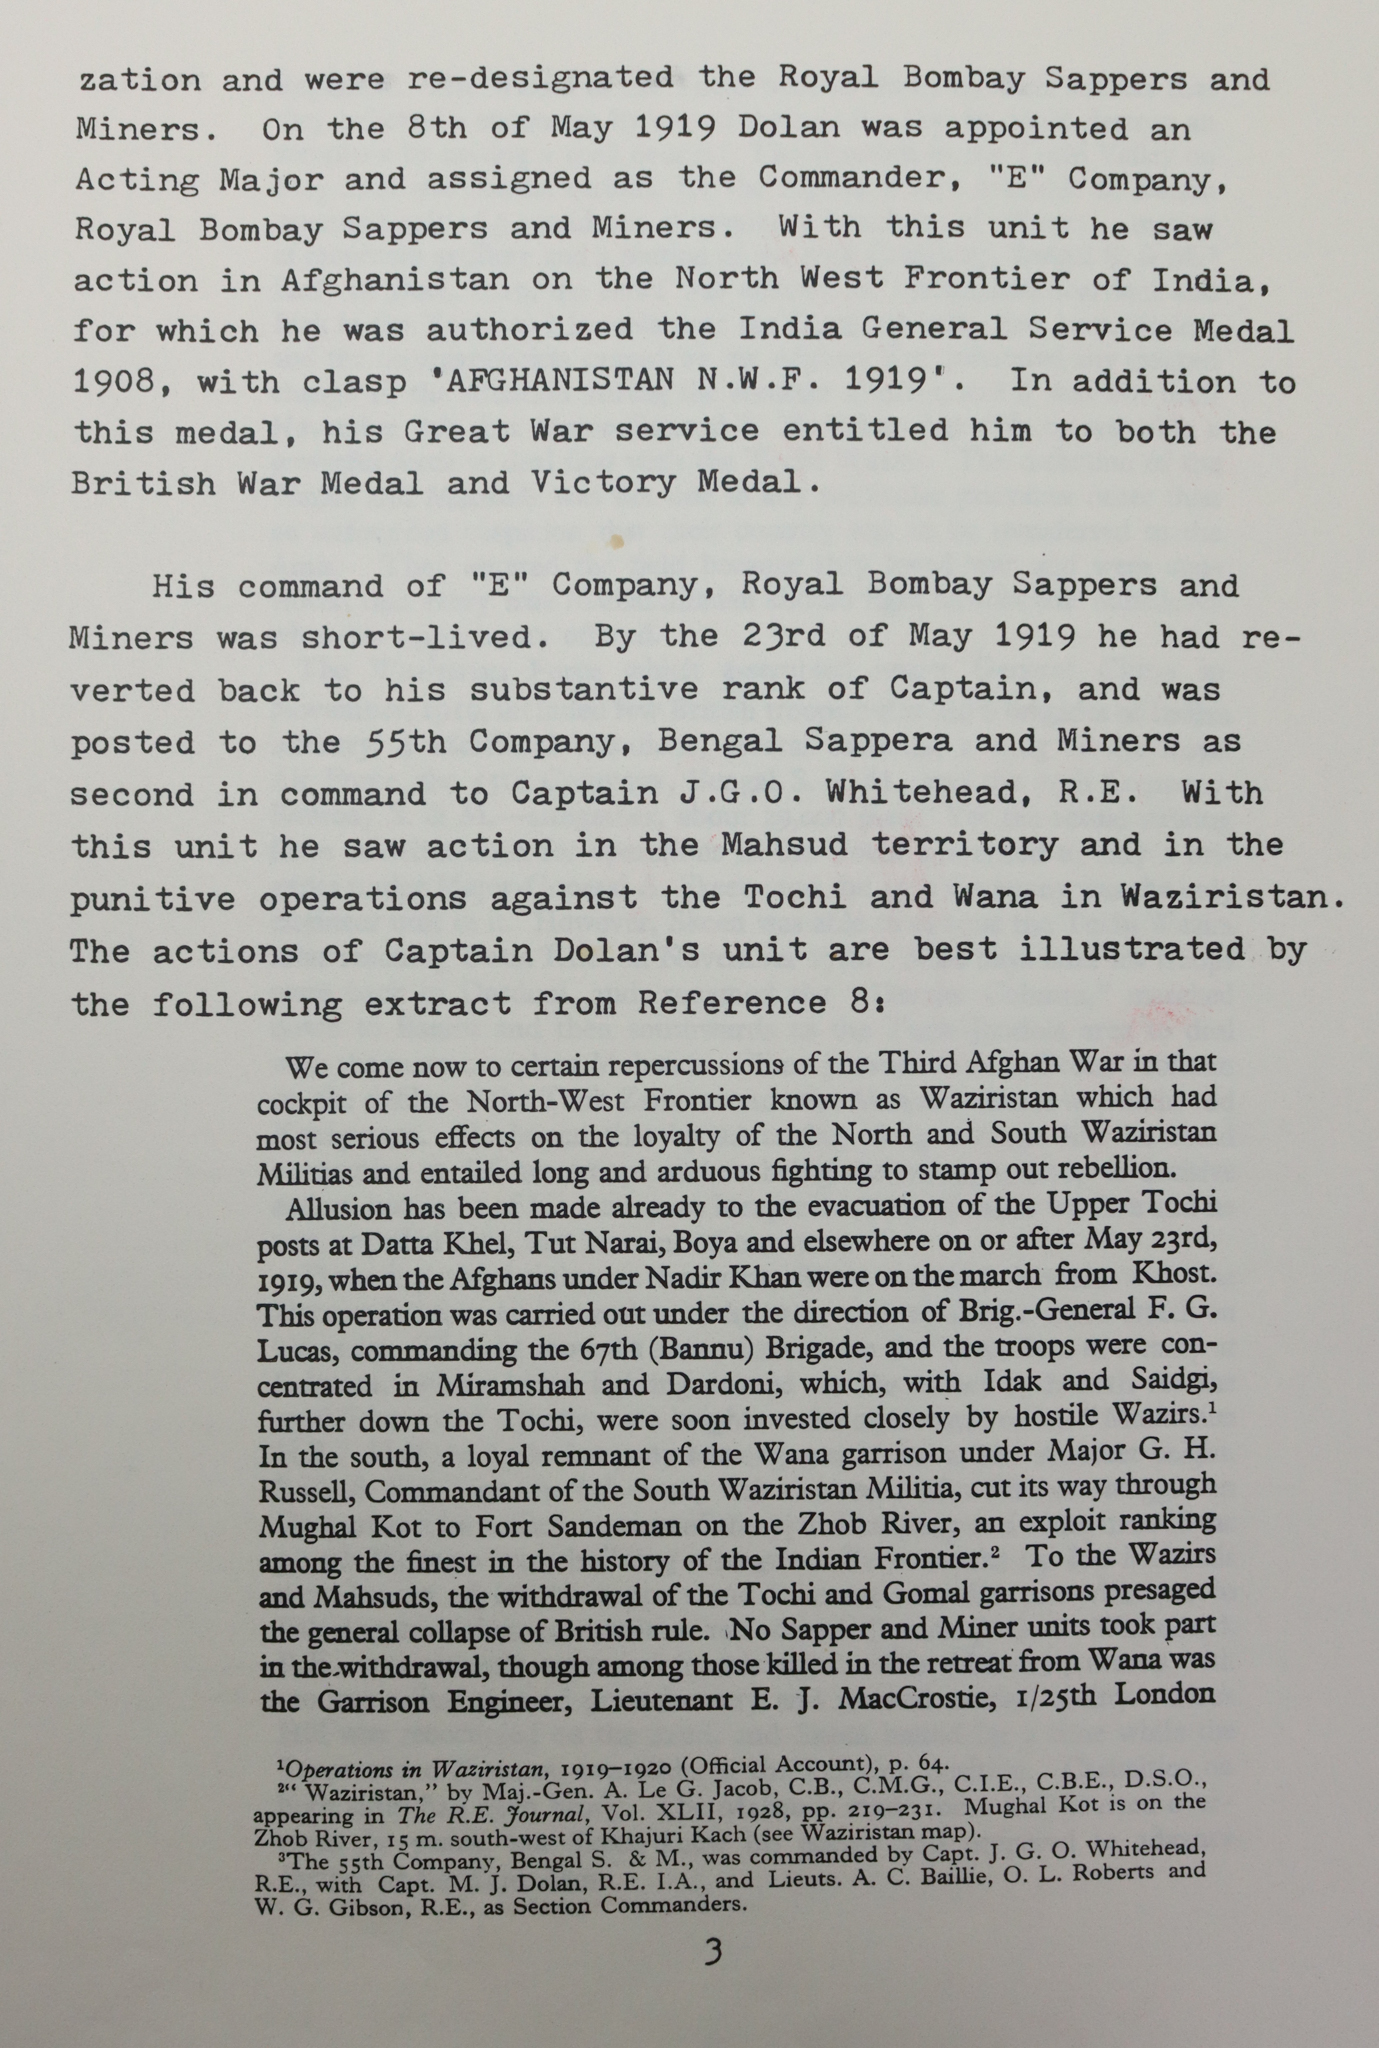 zation and were re-designated the Royal Bombay Sappers and
Miners. On the 8th of May 1919 Dolan was appointed an
Acting Major and assigned as the Commander, "E" Company,
Royal Bombay Sappers and Miners. With this unit he saw
action in Afghanistan on the North West Frontier of India,
for which he was authorized the India General Service Medal
1908, with clasp 'AFGHANISTAN N.W.F. 1919'. In addition to
this medal, his Great War service entitled him to both the
British War Medal and Victory Medal.
His command of "E" Company, Royal Bombay Sappers and
Miners was short-lived. By the 23rd of May 1919 he had re-
verted back to his substantive rank of Captain, and was
posted to the 55th Company, Bengal Sappera and Miners as
second in command to Captain J.G.O. Whitehead, R.E. With
this unit he saw action in the Mahsud territory and in the
punitive operations against the Tochi and Wana in Waziristan.
The actions of Captain Dolan's unit are best illustrated by
the following extract from Reference 8:
We come now to certain repercussions of the Third Afghan War in that
cockpit of the North-West Frontier known as Waziristan which had
most serious effects on the loyalty of the North and South Waziristan
Militias and entailed long and arduous fighting to stamp out rebellion.
Allusion has been made already to the evacuation of the Upper Tochi
posts at Datta Khel, Tut Narai, Boya and elsewhere on or after May 23rd,
1919, when the Afghans under Nadir Khan were on the march from Khost.
This operation was carried out under the direction of Brig.-General F. G.
Lucas, commanding the 67th (Bannu) Brigade, and the troops were con-
centrated in Miramshah and Dardoni, which, with Idak and Saidgi,
further down the Tochi, were soon invested closely by hostile Wazirs.¹
In the south, a loyal remnant of the Wana garrison under Major G. H.
Russell, Commandant of the South Waziristan Militia, cut its way through
Mughal Kot to Fort Sandeman on the Zhob River, an exploit ranking
among the finest in the history of the Indian Frontier.² To the Wazirs
and Mahsuds, the withdrawal of the Tochi and Gomal garrisons presaged
the general collapse of British rule. No Sapper and Miner units took part
in the withdrawal, though among those killed in the retreat from Wana was
the Garrison Engineer, Lieutenant E. J. MacCrostie, 1/25th London
¹Operations in Waziristan, 1919–1920 (Official Account), p. 64.
²“ Waziristan,” by Maj.-Gen. A. Le G. Jacob, C.B., C.M.G., C.I.E., C.B.E., D.S.O.,
appearing in The R.E. Journal, Vol. XLII, 1928, pp. 219–231. Mughal Kot is on the
Zhob River, 15 m. south-west of Khajuri Kach (see Waziristan map).
³The 55th Company, Bengal S. & M., was commanded by Capt. J. G. O. Whitehead,
R.E., with Capt. M. J. Dolan, R.E. I.A., and Lieuts. A. C. Baillie, O. L. Roberts and
W. G. Gibson, R.E., as Section Commanders.
3